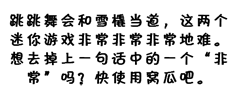 跳跳舞会和雪橇当道，这两个
迷你游戏非常非常非常地难。
想去掉上一句话中的一个“非
常”吗？快使用窝瓜吧。